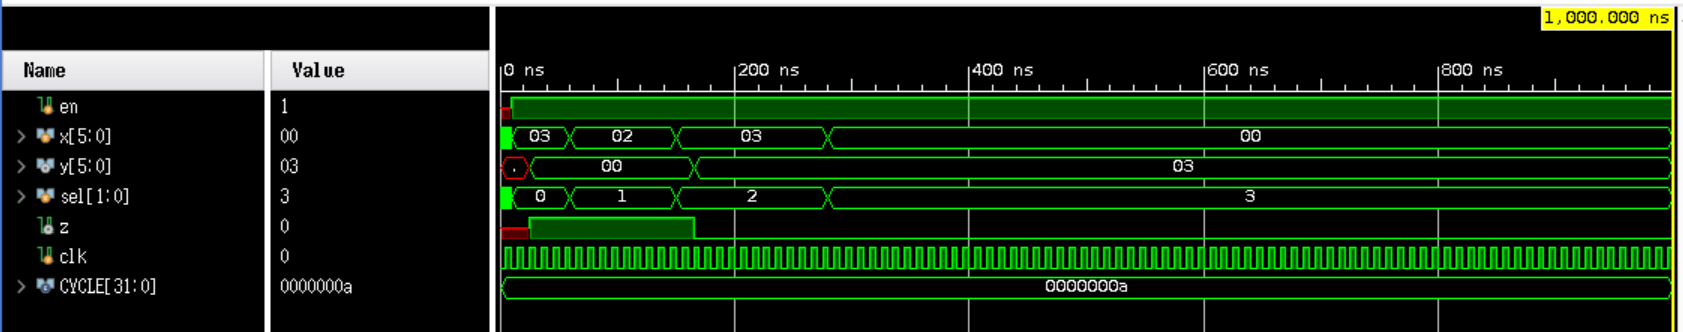 1,000.000 ns
Name Value 0 ns 200 ns 400 ns 600 ns 800 ns
en 1
x[5:0] 00 03 02 03 00
y[5:0] 03 . 00 03
sel[1:0] 3 0 1 2 3
z 0
clk 0
CYCLE[31:0] 0000000a 0000000a